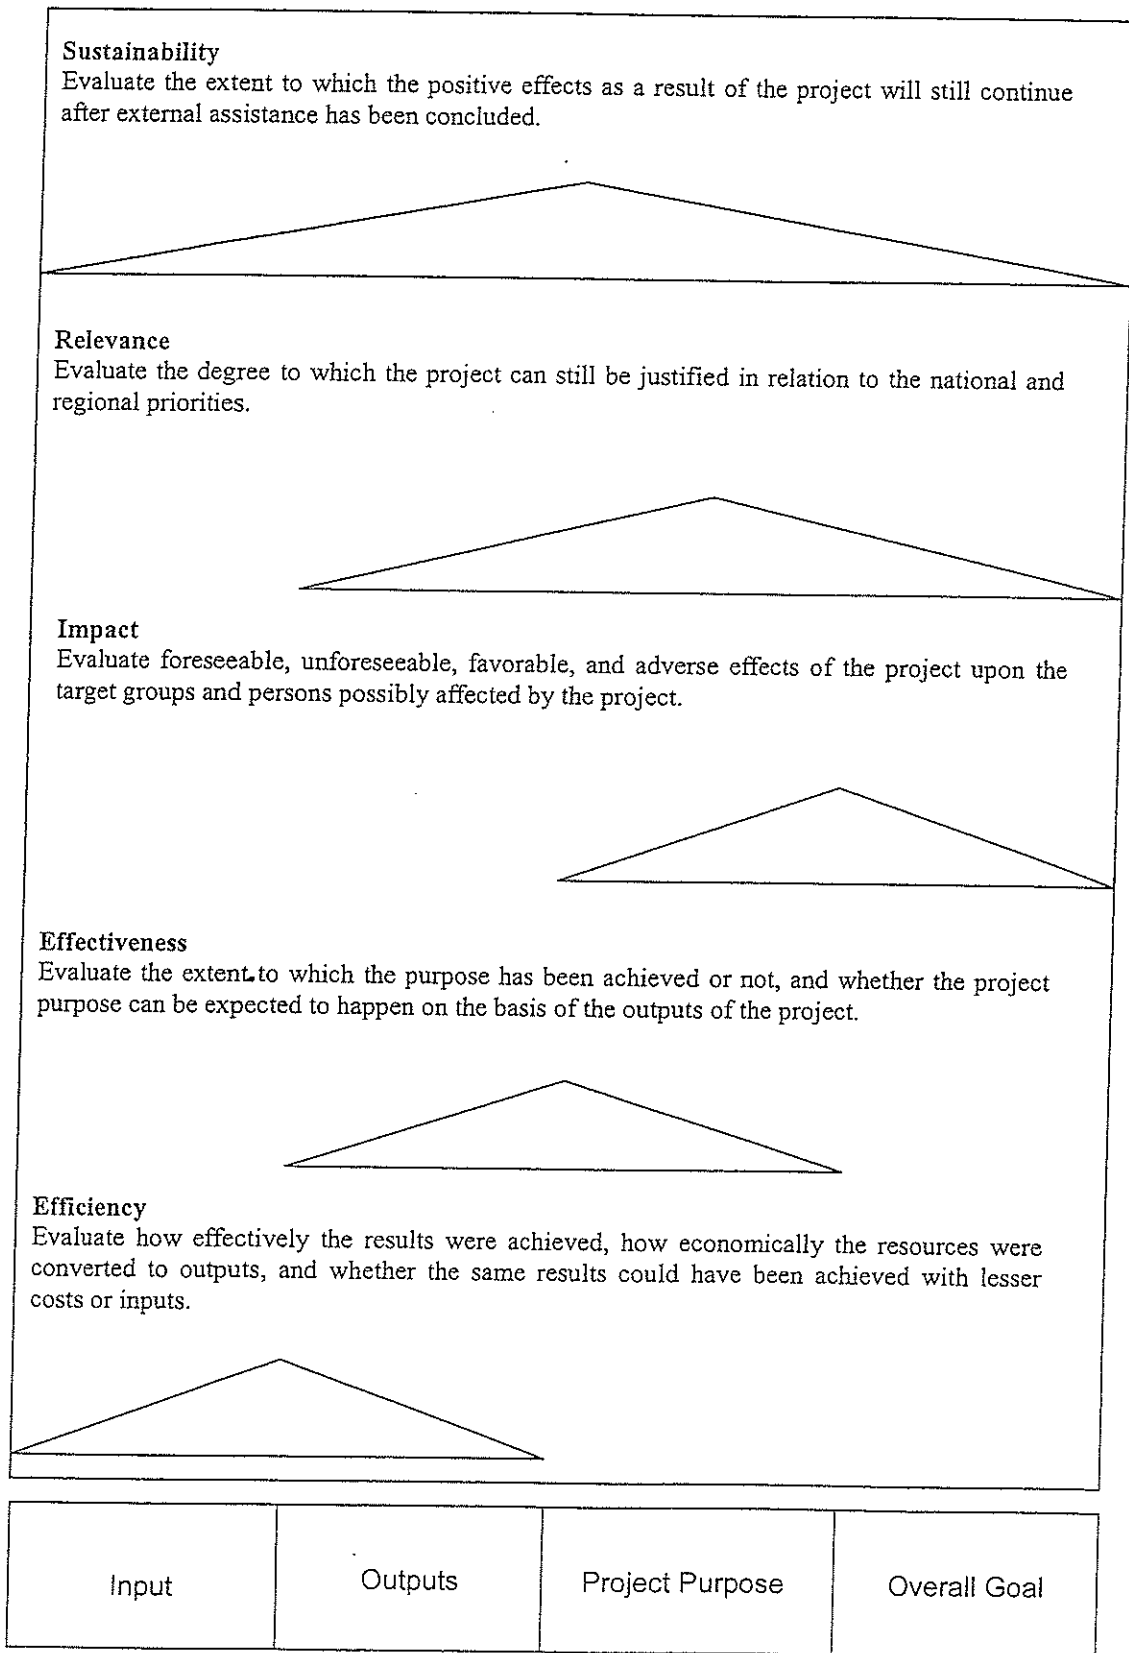 Sustainability
Evaluate the extent to which the positive effects as a result of the project will still continue
after external assistance has been concluded.
Relevance
Evaluate the degree to which the project can still be justified in relation to the national and
regional priorities.
Impact
Evaluate foreseeable, unforeseeable, favorable, and adverse effects of the project upon the
target groups and persons possibly affected by the project.
Effectiveness
Evaluate the extent to which the purpose has been achieved or not, and whether the project
purpose can be expected to happen on the basis of the outputs of the project.
Efficiency
Evaluate how effectively the results were achieved, how economically the resources were
converted to outputs, and whether the same results could have been achieved with lesser
costs or inputs.
Input
Outputs
Project Purpose
Overall Goal